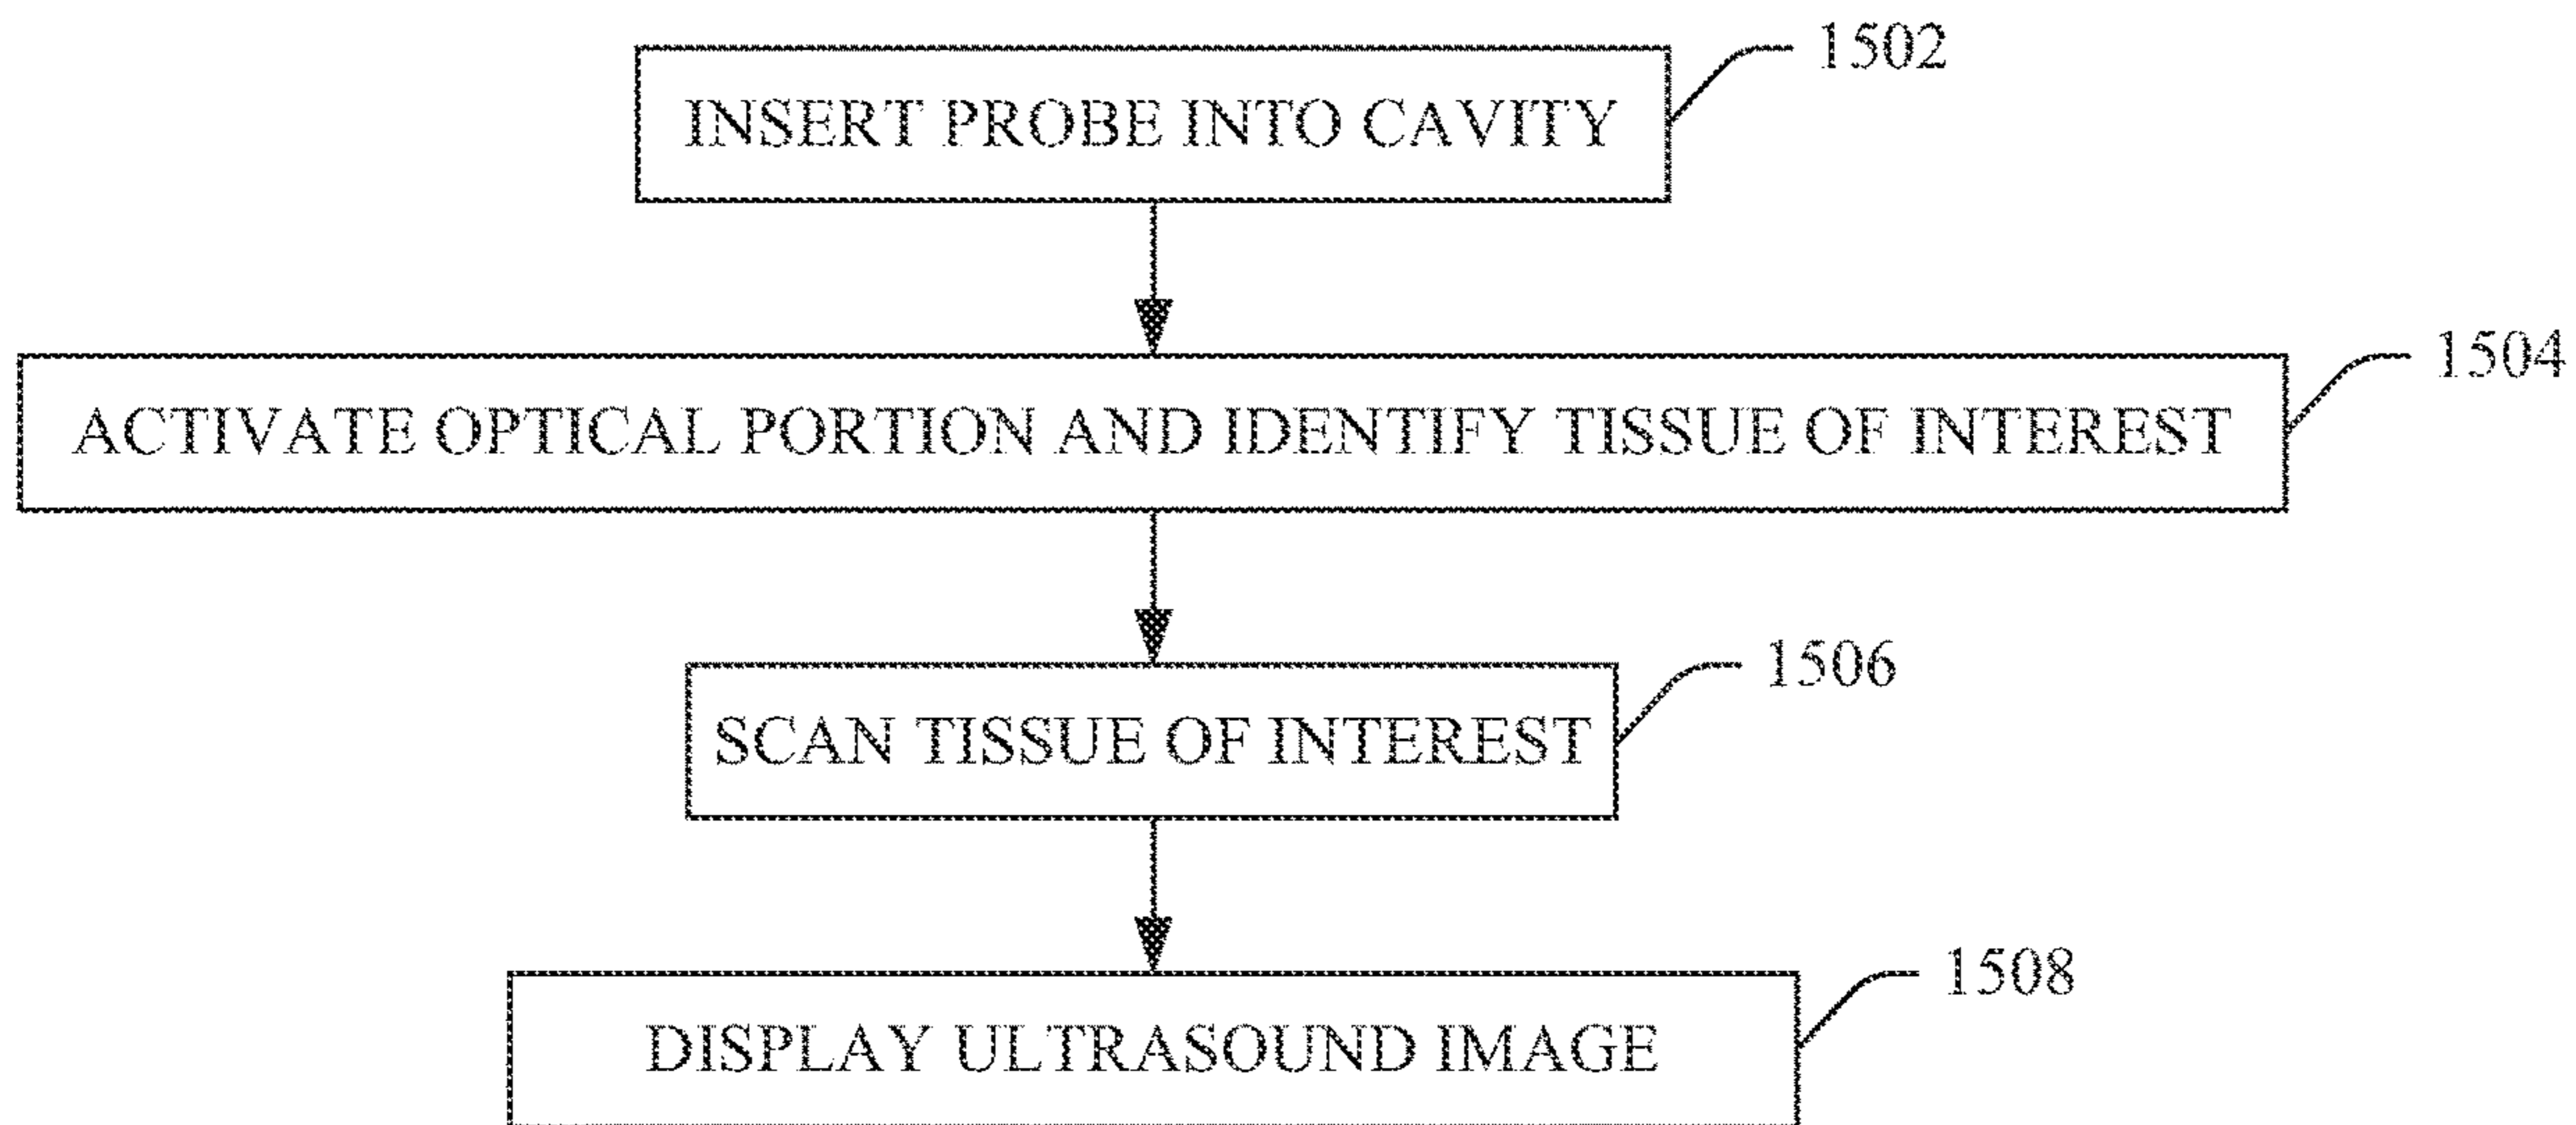 1502
INSERT PROBE INTO CAVITY
1504
ACTIVATE OPTICAL PORTION AND IDENTIFY TISSUE OF INTEREST
1506
SCAN TISSUE OF INTEREST
1508
DISPLAY ULTRASOUND IMAGE